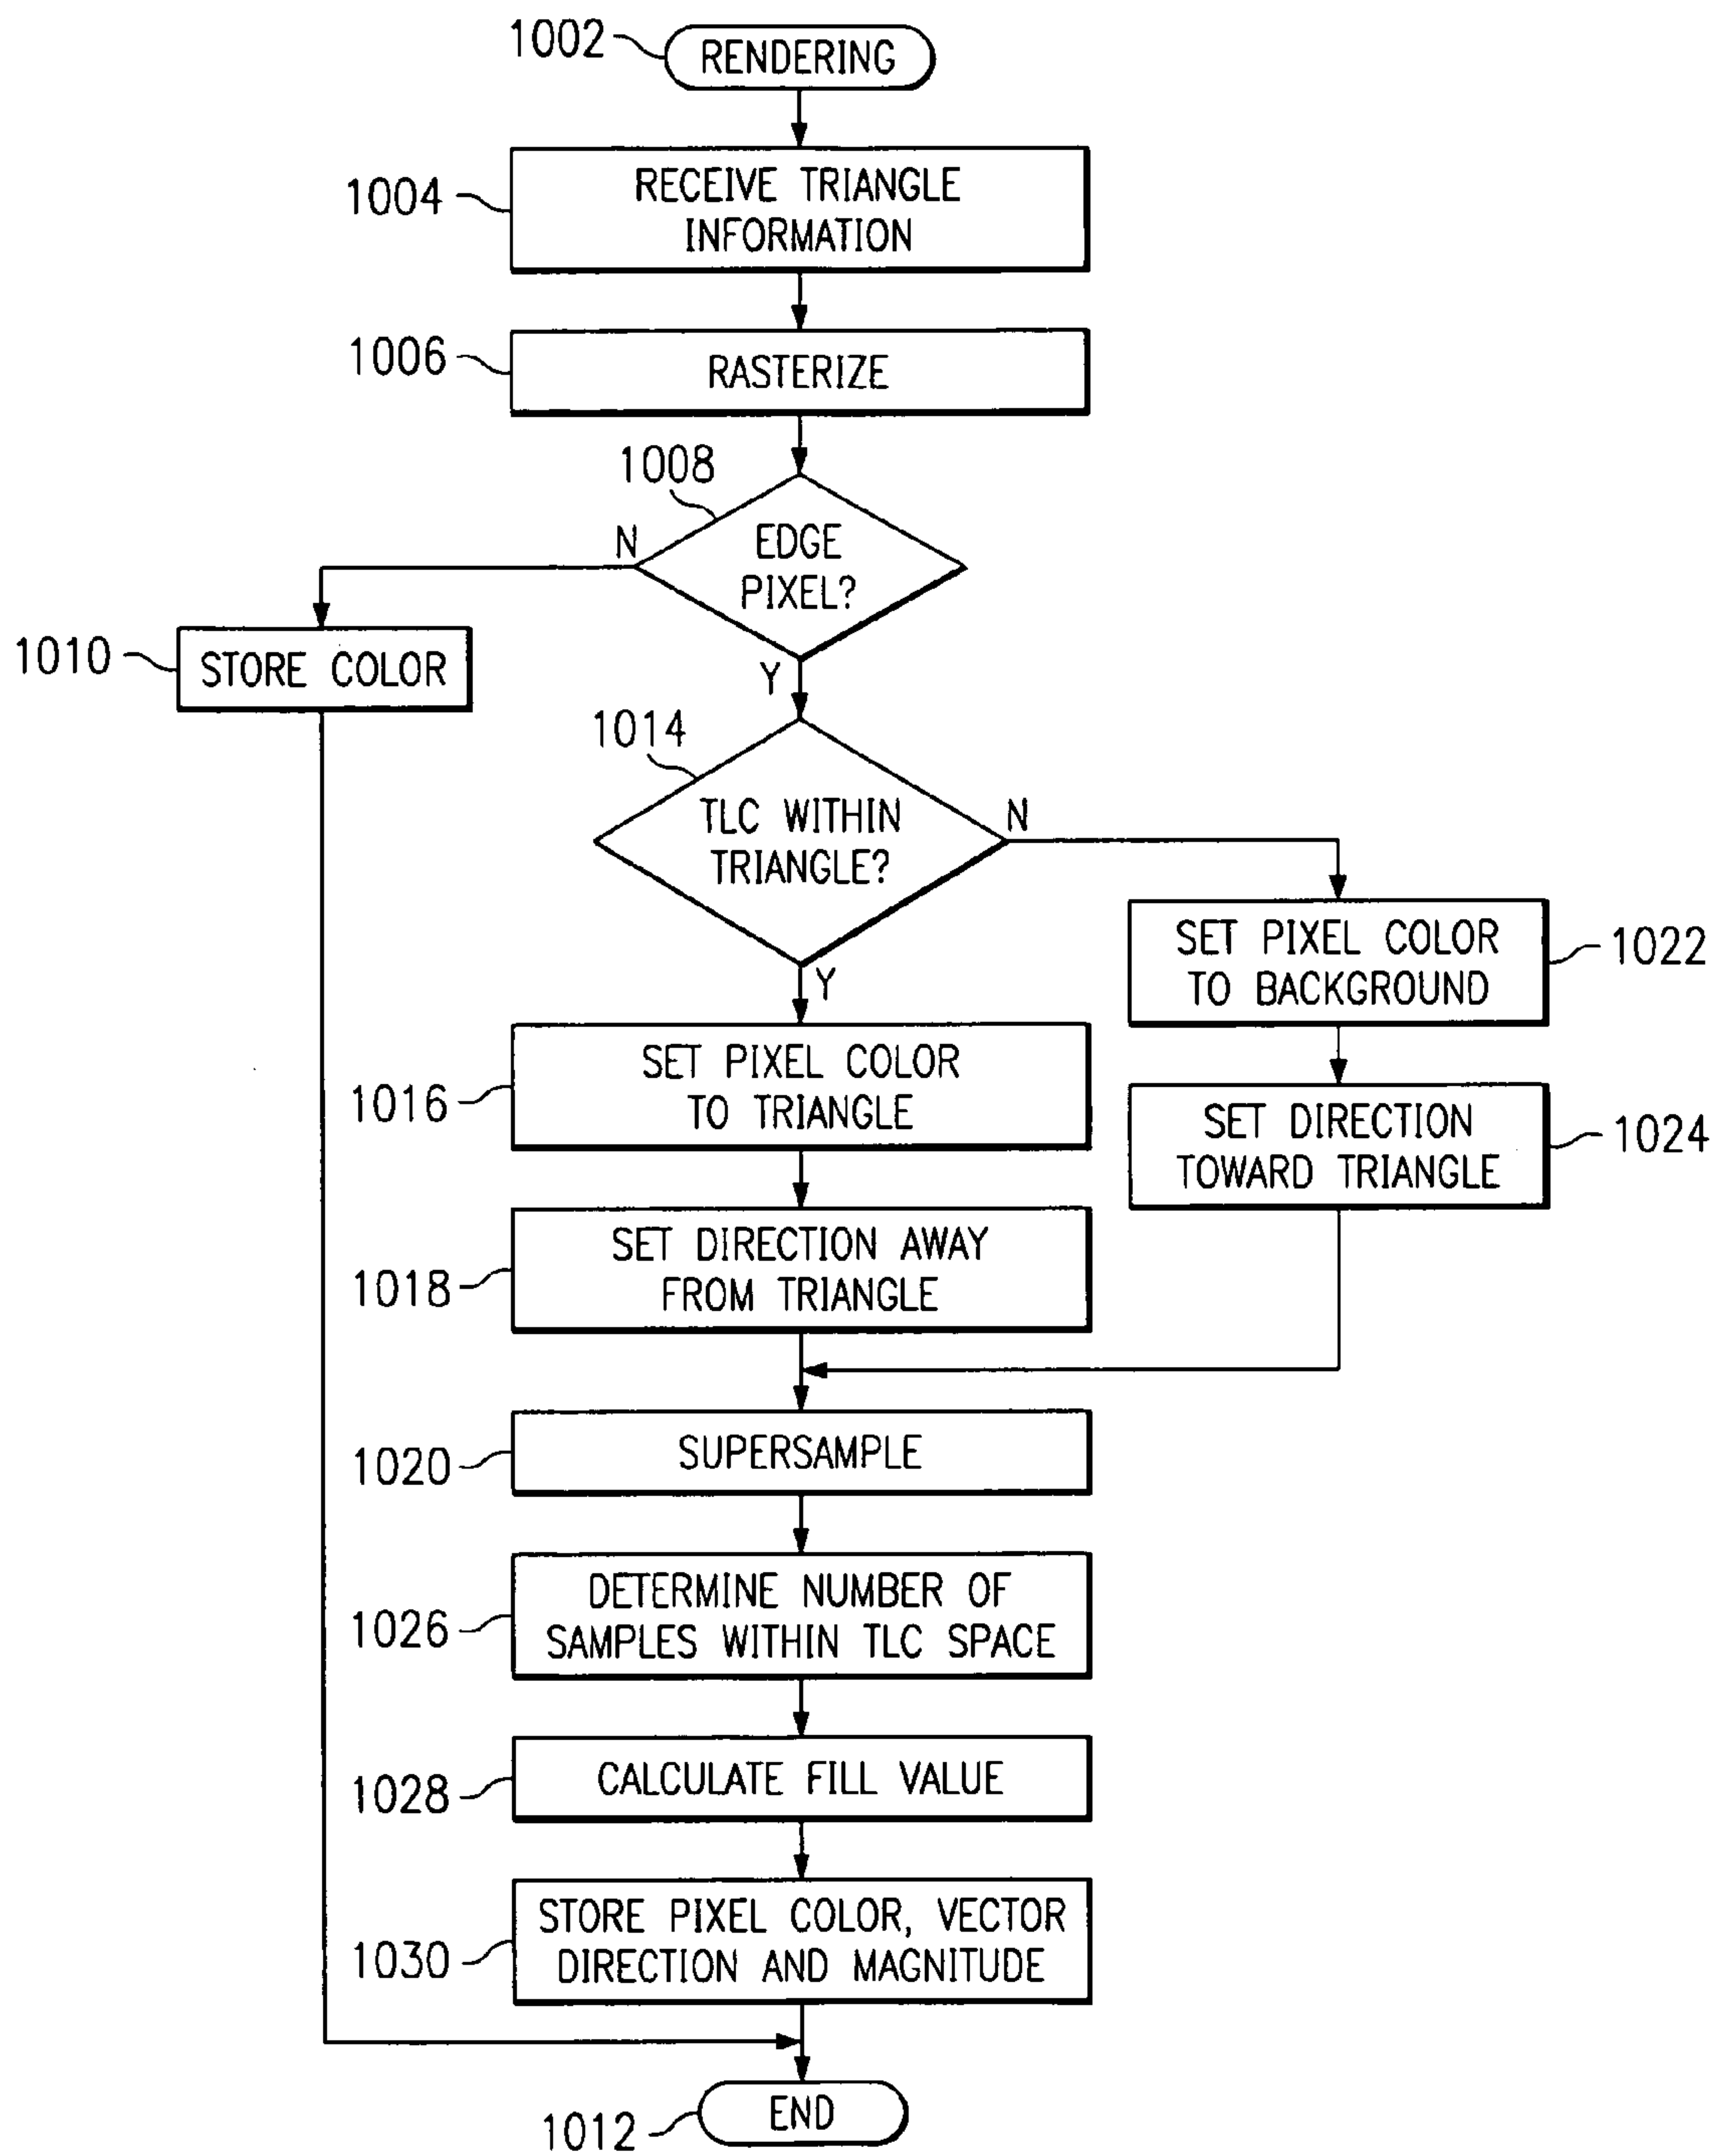 1002
RENDERING
1004
RECEIVE TRIANGLE
INFORMATION
1006
RASTERIZE
1008
N
EDGE
PIXEL?
Y
1010
STORE COLOR
1014
TLC WITHIN
TRIANGLE?
N
Y
SET PIXEL COLOR
TO BACKGROUND
1022
1016
SET PIXEL COLOR
TO TRIANGLE
SET DIRECTION
TOWARD TRIANGLE
1024
1018
SET DIRECTION AWAY
FROM TRIANGLE
1020
SUPERSAMPLE
1026
DETERMINE NUMBER OF
SAMPLES WITHIN TLC SPACE
1028
CALCULATE FILL VALUE
1030
STORE PIXEL COLOR, VECTOR
DIRECTION AND MAGNITUDE
1012
END